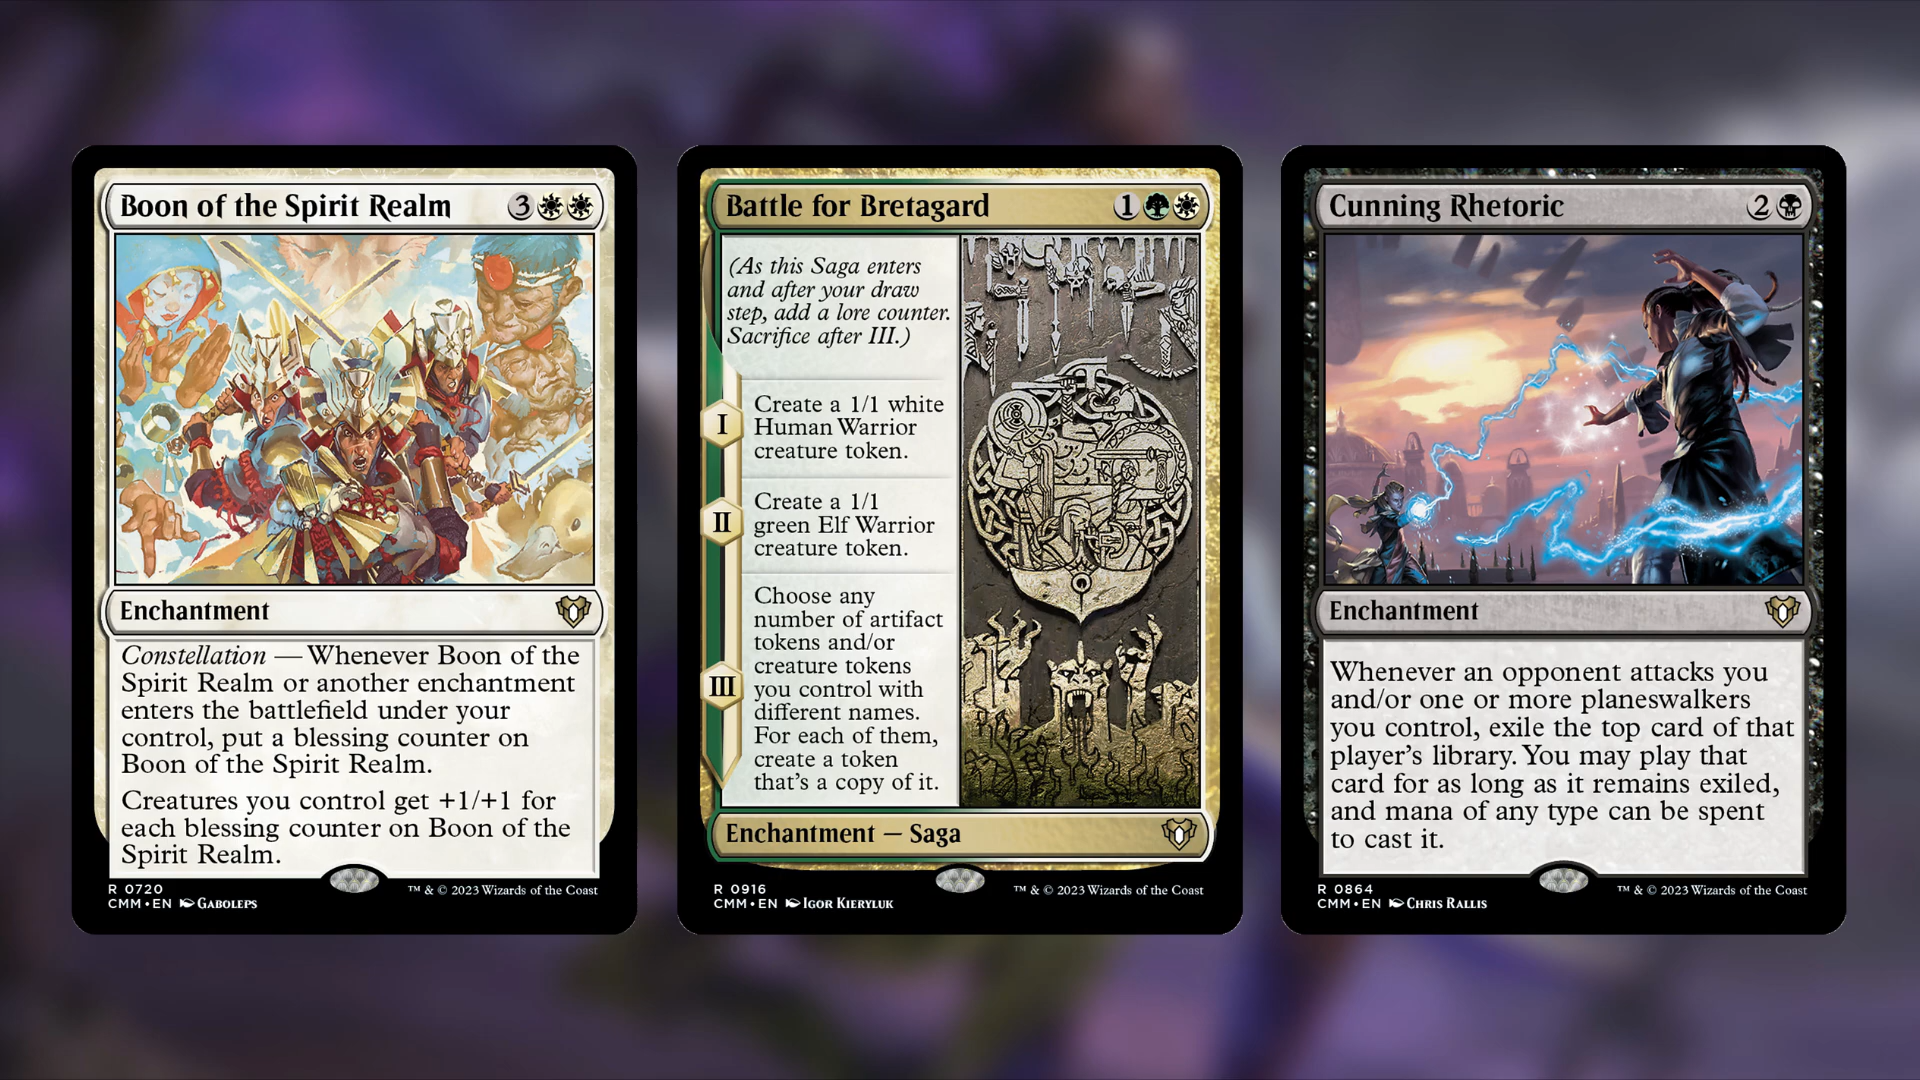 Boon of the Spirit Realm 3
Enchantment
Constellation — Whenever Boon of the
Spirit Realm or another enchantment
enters the battlefield under your
control, put a blessing counter on
Boon of the Spirit Realm.
Creatures you control get +1/+1 for
each blessing counter on Boon of the
Spirit Realm.
R 0720
CMM • EN Gaboleps
™ & © 2023 Wizards of the Coast
Battle for Bretagard 1
(As this Saga enters
and after your draw
step, add a lore counter.
Sacrifice after III.)
I
Create a 1/1 white
Human Warrior
creature token.
II
Create a 1/1
green Elf Warrior
creature token.
III
Choose any
number of artifact
tokens and/or
creature tokens
you control with
different names.
For each of them,
create a token
that's a copy of it.
Enchantment — Saga
R 0916
CMM • EN Igor Kieryluk
™ & © 2023 Wizards of the Coast
Cunning Rhetoric 2
Enchantment
Whenever an opponent attacks you
and/or one or more planeswalkers
you control, exile the top card of that
player's library. You may play that
card for as long as it remains exiled,
and mana of any type can be spent
to cast it.
R 0864
CMM • EN Chris Rallis
™ & © 2023 Wizards of the Coast